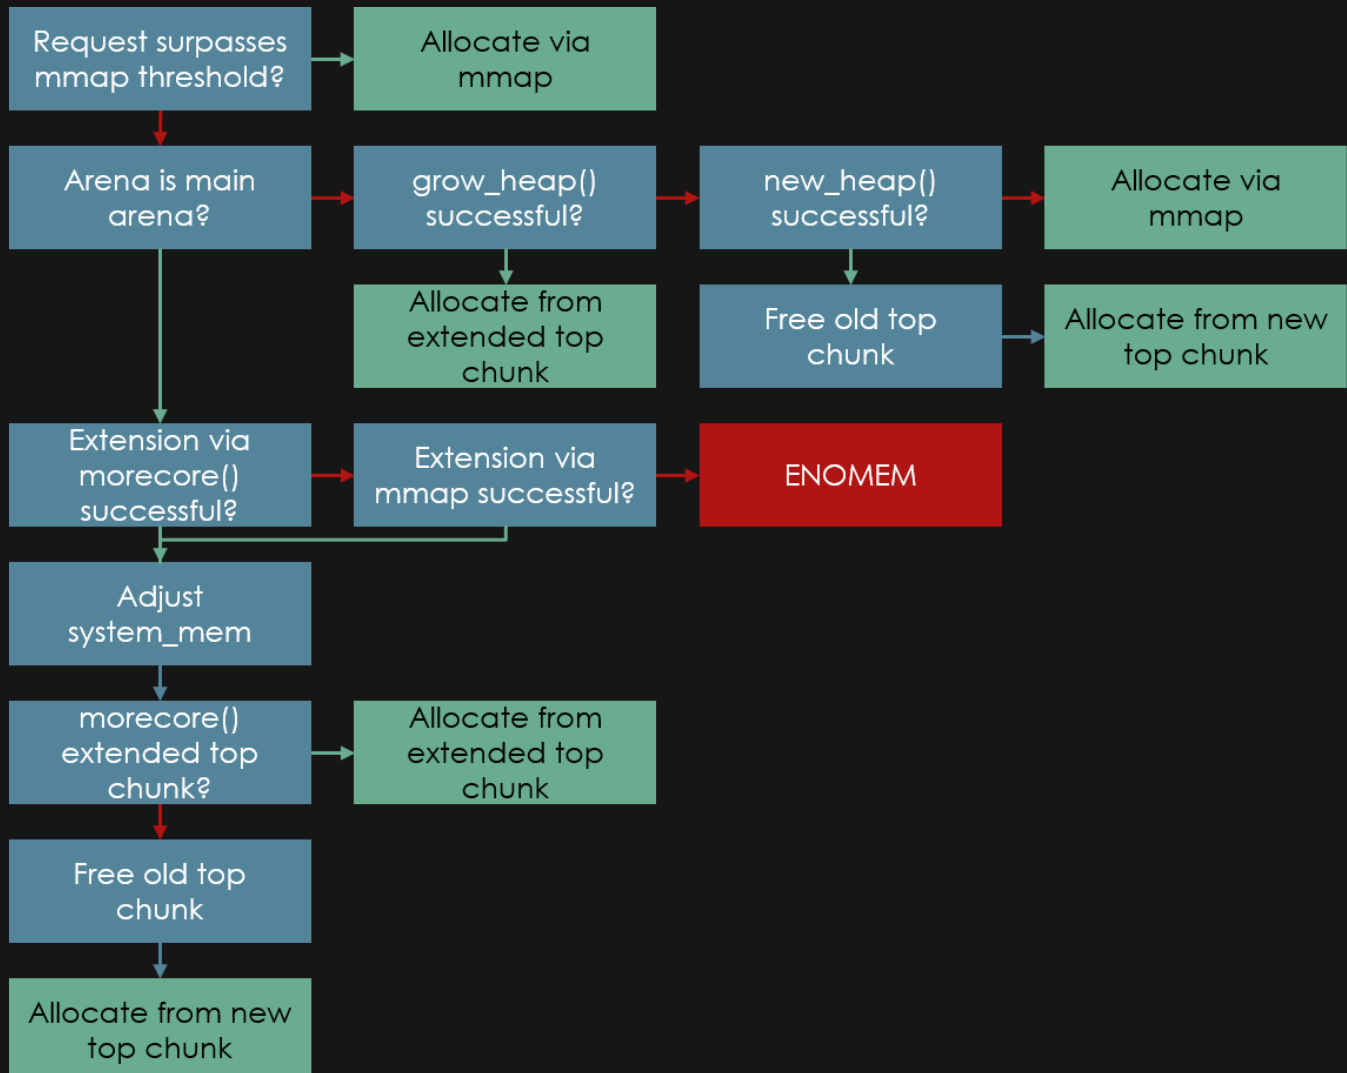 Request surpasses
mmap threshold?
Allocate via
mmap
Arena is main
arena?
grow_heap()
successful?
new_heap()
successful?
Allocate via
mmap
Allocate from
extended top
chunk
Free old top
chunk
Allocate from new
top chunk
Extension via
morecore()
successful?
Extension via
mmap successful?
ENOMEM
Adjust
system_mem
morecore()
extended top
chunk?
Allocate from
extended top
chunk
Free old top
chunk
Allocate from new
top chunk